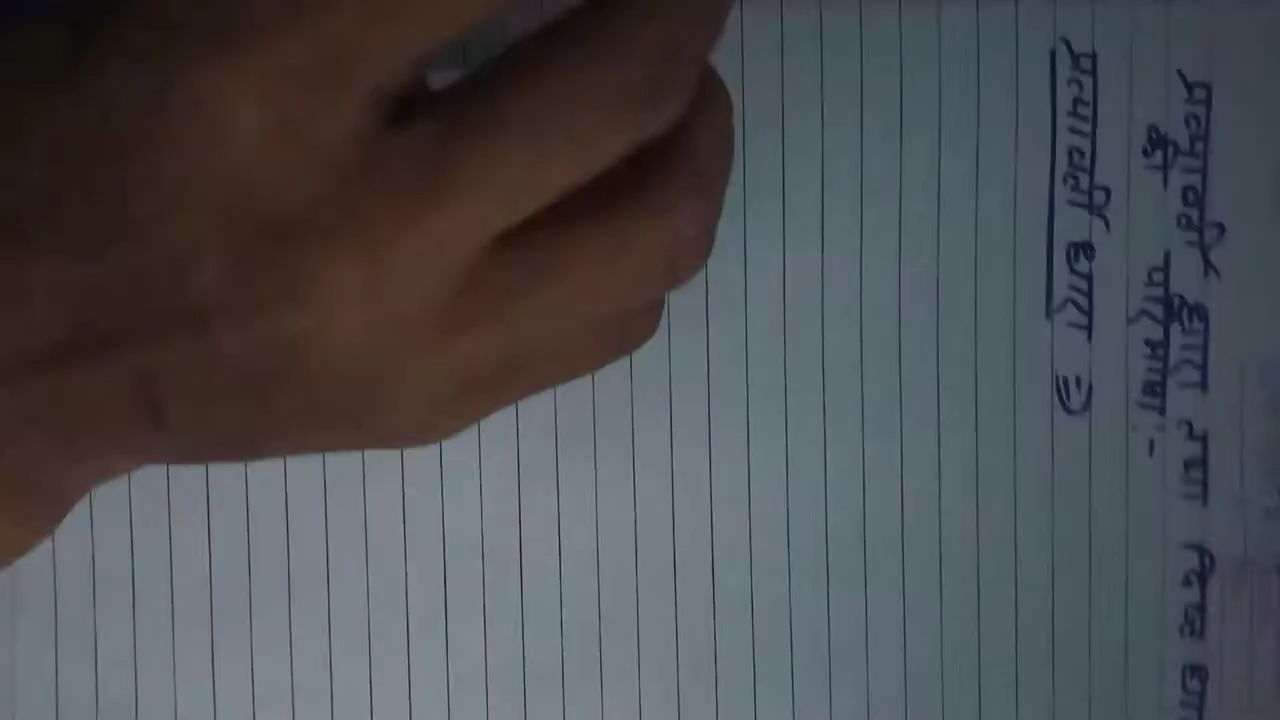 प्रत्यावर्ती धारा तथा दिष्ट धा
की परिभाषा :-
प्रत्यावर्ती धारा ⇒